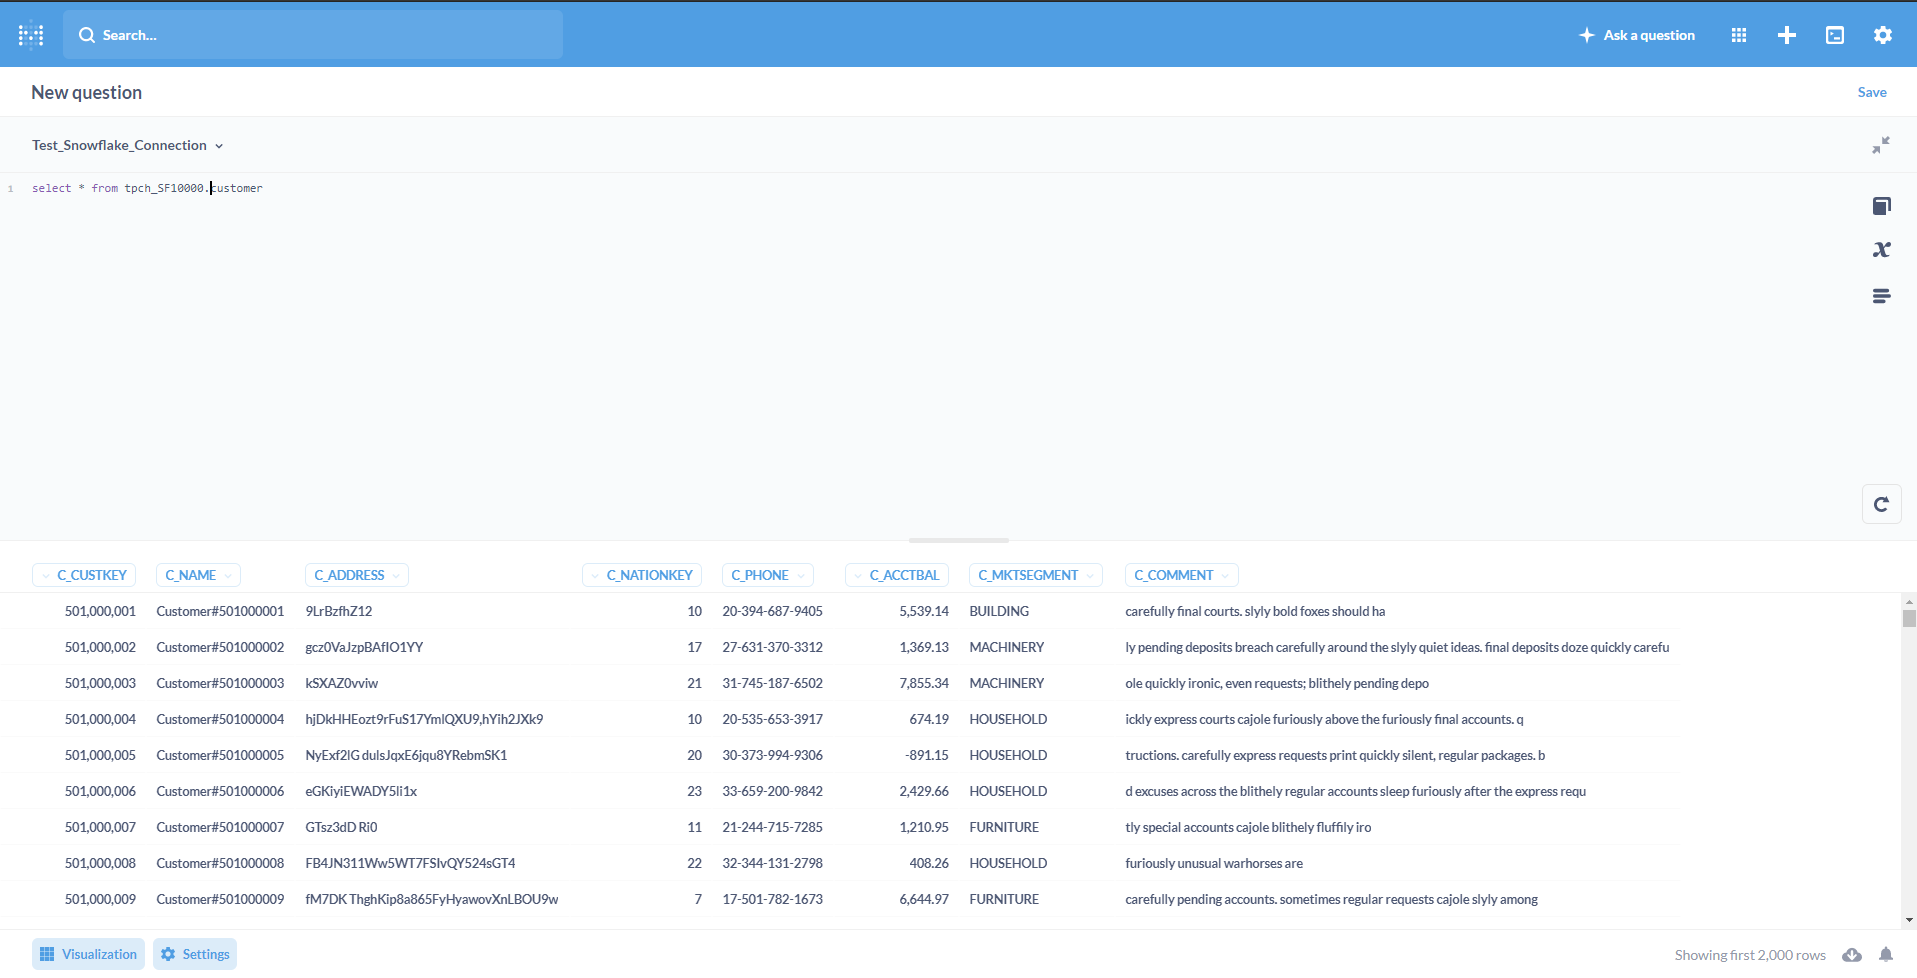 Search... Ask a question
New question Save
Test_Snowflake_Connection
1 select * from tpch_SF10000.customer
C_CUSTKEY C_NAME C_ADDRESS C_NATIONKEY C_PHONE C_ACCTBAL C_MKTSEGMENT C_COMMENT
501,000,001 Customer#501000001 9LrBzfhZ12 10 20-394-687-9405 5,539.14 BUILDING carefully final courts. slyly bold foxes should ha
501,000,002 Customer#501000002 gcz0VaJzpBAfIO1YY 17 27-631-370-3312 1,369.13 MACHINERY ly pending deposits breach carefully around the slyly quiet ideas. final deposits doze quickly carefu
501,000,003 Customer#501000003 kSXAZ0vviw 21 31-745-187-6502 7,855.34 MACHINERY ole quickly ironic, even requests; blithely pending depo
501,000,004 Customer#501000004 hjDkHHEozt9rFuS17YmlQXU9,hYih2JXk9 10 20-535-653-3917 674.19 HOUSEHOLD ickly express courts cajole furiously above the furiously final accounts. q
501,000,005 Customer#501000005 NyExf2lG dulsJqxE6jqu8YRebmSK1 20 30-373-994-9306 -891.15 HOUSEHOLD tructions. carefully express requests print quickly silent, regular packages. b
501,000,006 Customer#501000006 eGKiyiEWADY5li1x 23 33-659-200-9842 2,429.66 HOUSEHOLD d excuses across the blithely regular accounts sleep furiously after the express requ
501,000,007 Customer#501000007 GTsz3dD Ri0 11 21-244-715-7285 1,210.95 FURNITURE tly special accounts cajole blithely fluffily iro
501,000,008 Customer#501000008 FB4JN311Ww5WT7FSIvQY524sGT4 22 32-344-131-2798 408.26 HOUSEHOLD furiously unusual warhorses are
501,000,009 Customer#501000009 fM7DK ThghKip8a865FyHyawovXnLBOU9w 7 17-501-782-1673 6,644.97 FURNITURE carefully pending accounts. sometimes regular requests cajole slyly among
Visualization Settings Showing first 2,000 rows